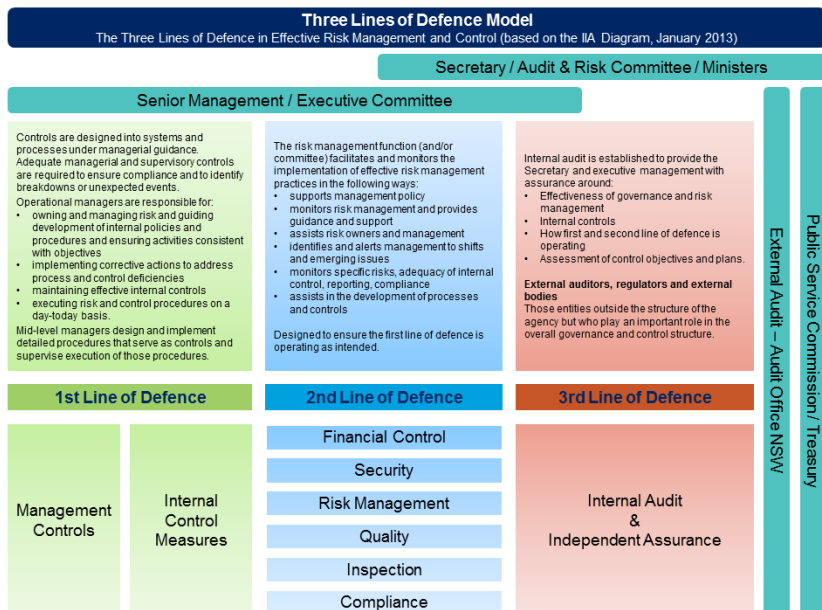 Three Lines of Defence Model
The Three Lines of Defence in Effective Risk Management and Control (based on the IIA Diagram, January 2013)
Secretary / Audit & Risk Committee / Ministers
Senior Management / Executive Committee
Controls are designed into systems and
processes under managerial guidance.
Adequate managerial and supervisory controls
are required to ensure compliance and to identify
breakdowns or unexpected events.
Operational managers are responsible for:
• owning and managing risk and guiding
development of internal policies and
procedures and ensuring activities consistent
with objectives
• implementing corrective actions to address
process and control deficiencies
• maintaining effective internal controls
• executing risk and control procedures on a
day-today basis.
Mid-level managers design and implement
detailed procedures that serve as controls and
supervise execution of those procedures.
The risk management function (and/or
committee) facilitates and monitors the
implementation of effective risk management
practices in the following ways:
• supports management policy
• monitors risk management and provides
guidance and support
• assists risk owners and management
• identifies and alerts management to shifts
and emerging issues
• monitors specific risks, adequacy of internal
control, reporting, compliance
• assists in the development of processes
and controls
Designed to ensure the first line of defence is
operating as intended.
Internal audit is established to provide the
Secretary and executive management with
assurance around:
• Effectiveness of governance and risk
management
• Internal controls
• How first and second line of defence is
operating
• Assessment of control objectives and plans.
External auditors, regulators and external
bodies
Those entities outside the structure of the
agency but who play an important role in the
overall governance and control structure.
External Audit – Audit Office NSW
Public Service Commission / Treasury
1st Line of Defence
2nd Line of Defence
3rd Line of Defence
Management
Controls
Internal
Control
Measures
Financial Control
Security
Risk Management
Quality
Inspection
Compliance
Internal Audit
&
Independent Assurance